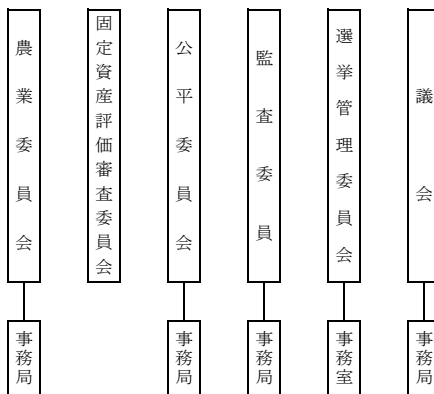 議会
選挙管理委員会
監査委員
公平委員会
固定資産評価審査委員会
農業委員会
事務局
事務室
事務局
事務局
事務局